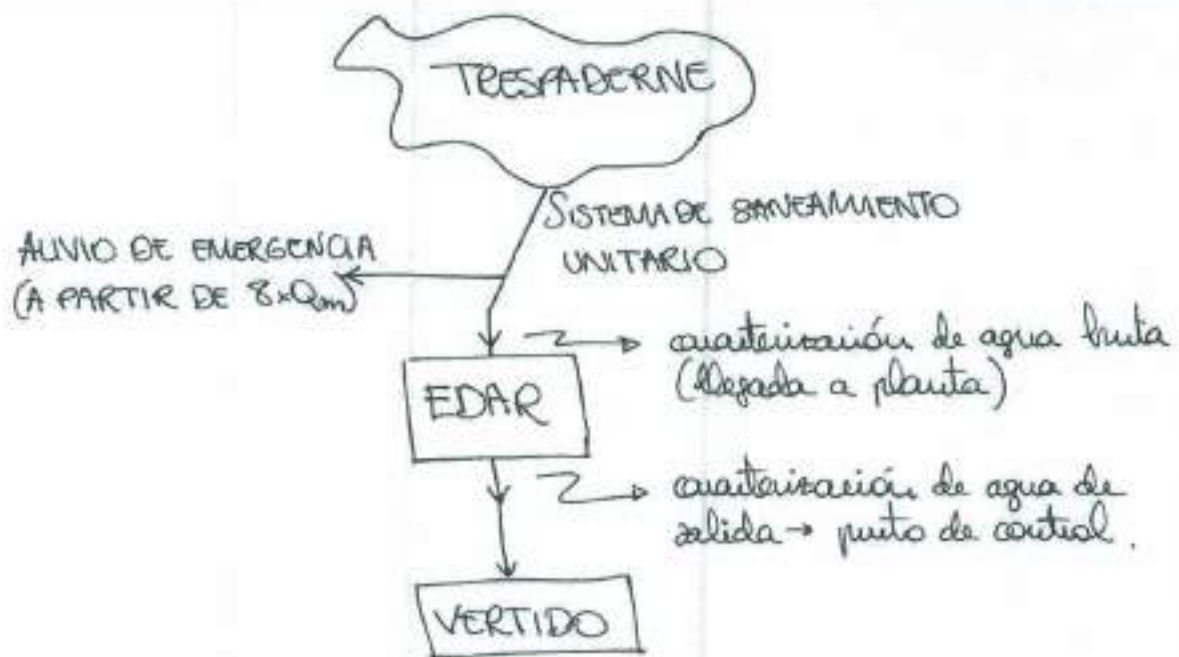 TRESPADERNE
SISTEMA DE SANEAMIENTO
UNITARIO
ALIVIO DE EMERGENCIA
(A PARTIR DE 8xQm)
caracterización de agua bruta
(llegada a planta)
EDAR
caracterización de agua de
salida → punto de control.
VERTIDO